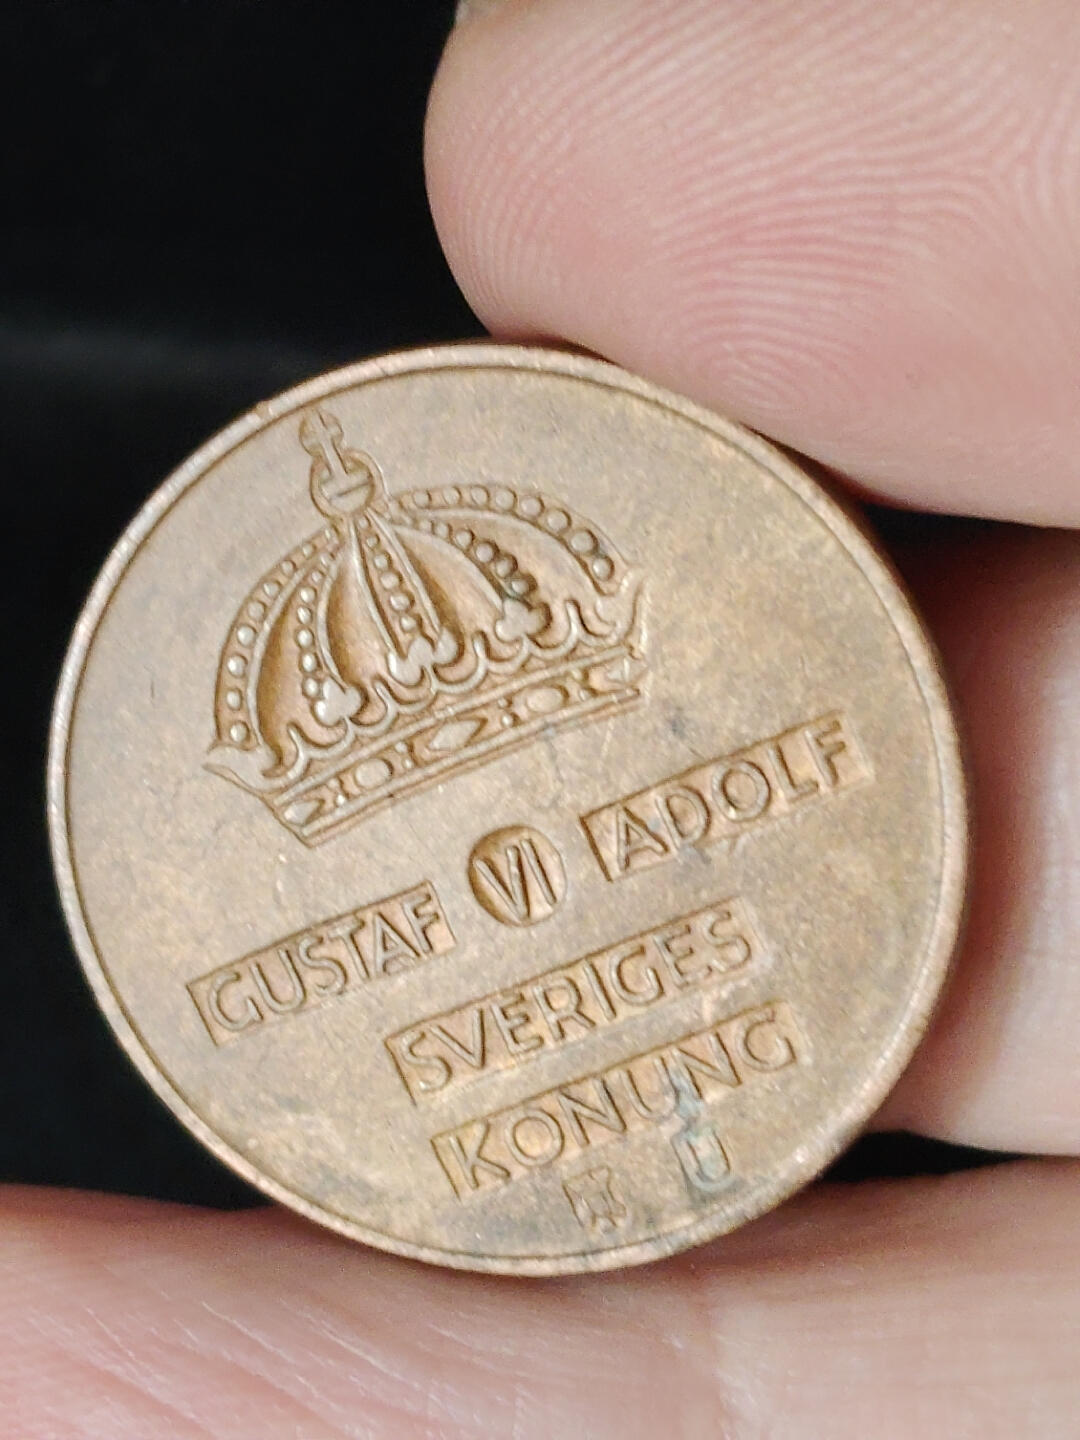 GUSTAF VI ADOLF
SVERIGES
KONUNG
U